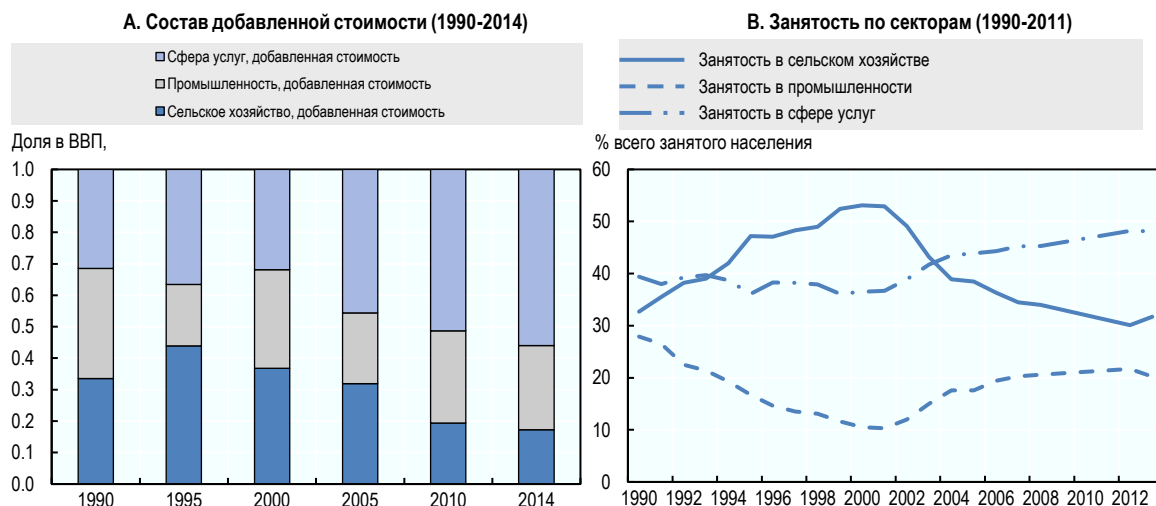 А. Состав добавленной стоимости (1990-2014)
Сфера услуг, добавленная стоимость
Промышленность, добавленная стоимость
Сельское хозяйство, добавленная стоимость
Доля в ВВП,
1.0
0.9
0.8
0.7
0.6
0.5
0.4
0.3
0.2
0.1
0.0
1990 1995 2000 2005 2010 2014
В. Занятость по секторам (1990-2011)
Занятость в сельском хозяйстве
Занятость в промышленности
Занятость в сфере услуг
% всего занятого населения
60
50
40
30
20
10
0
1990 1992 1994 1996 1998 2000 2002 2004 2006 2008 2010 2012